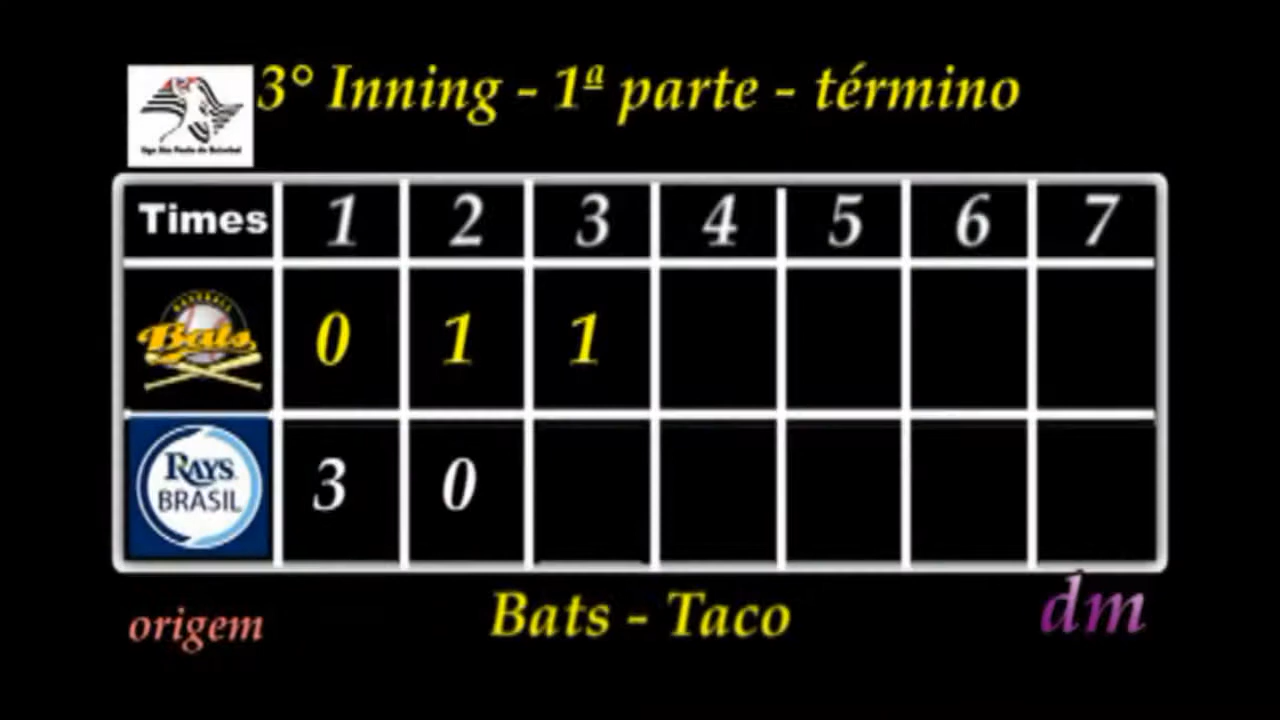 3° Inning - 1ª parte - término
Times 1 2 3 4 5 6 7
BASEBALL
Bats
0 1 1
RAYS
BRASIL
3 0
origem
Bats - Taco
dm